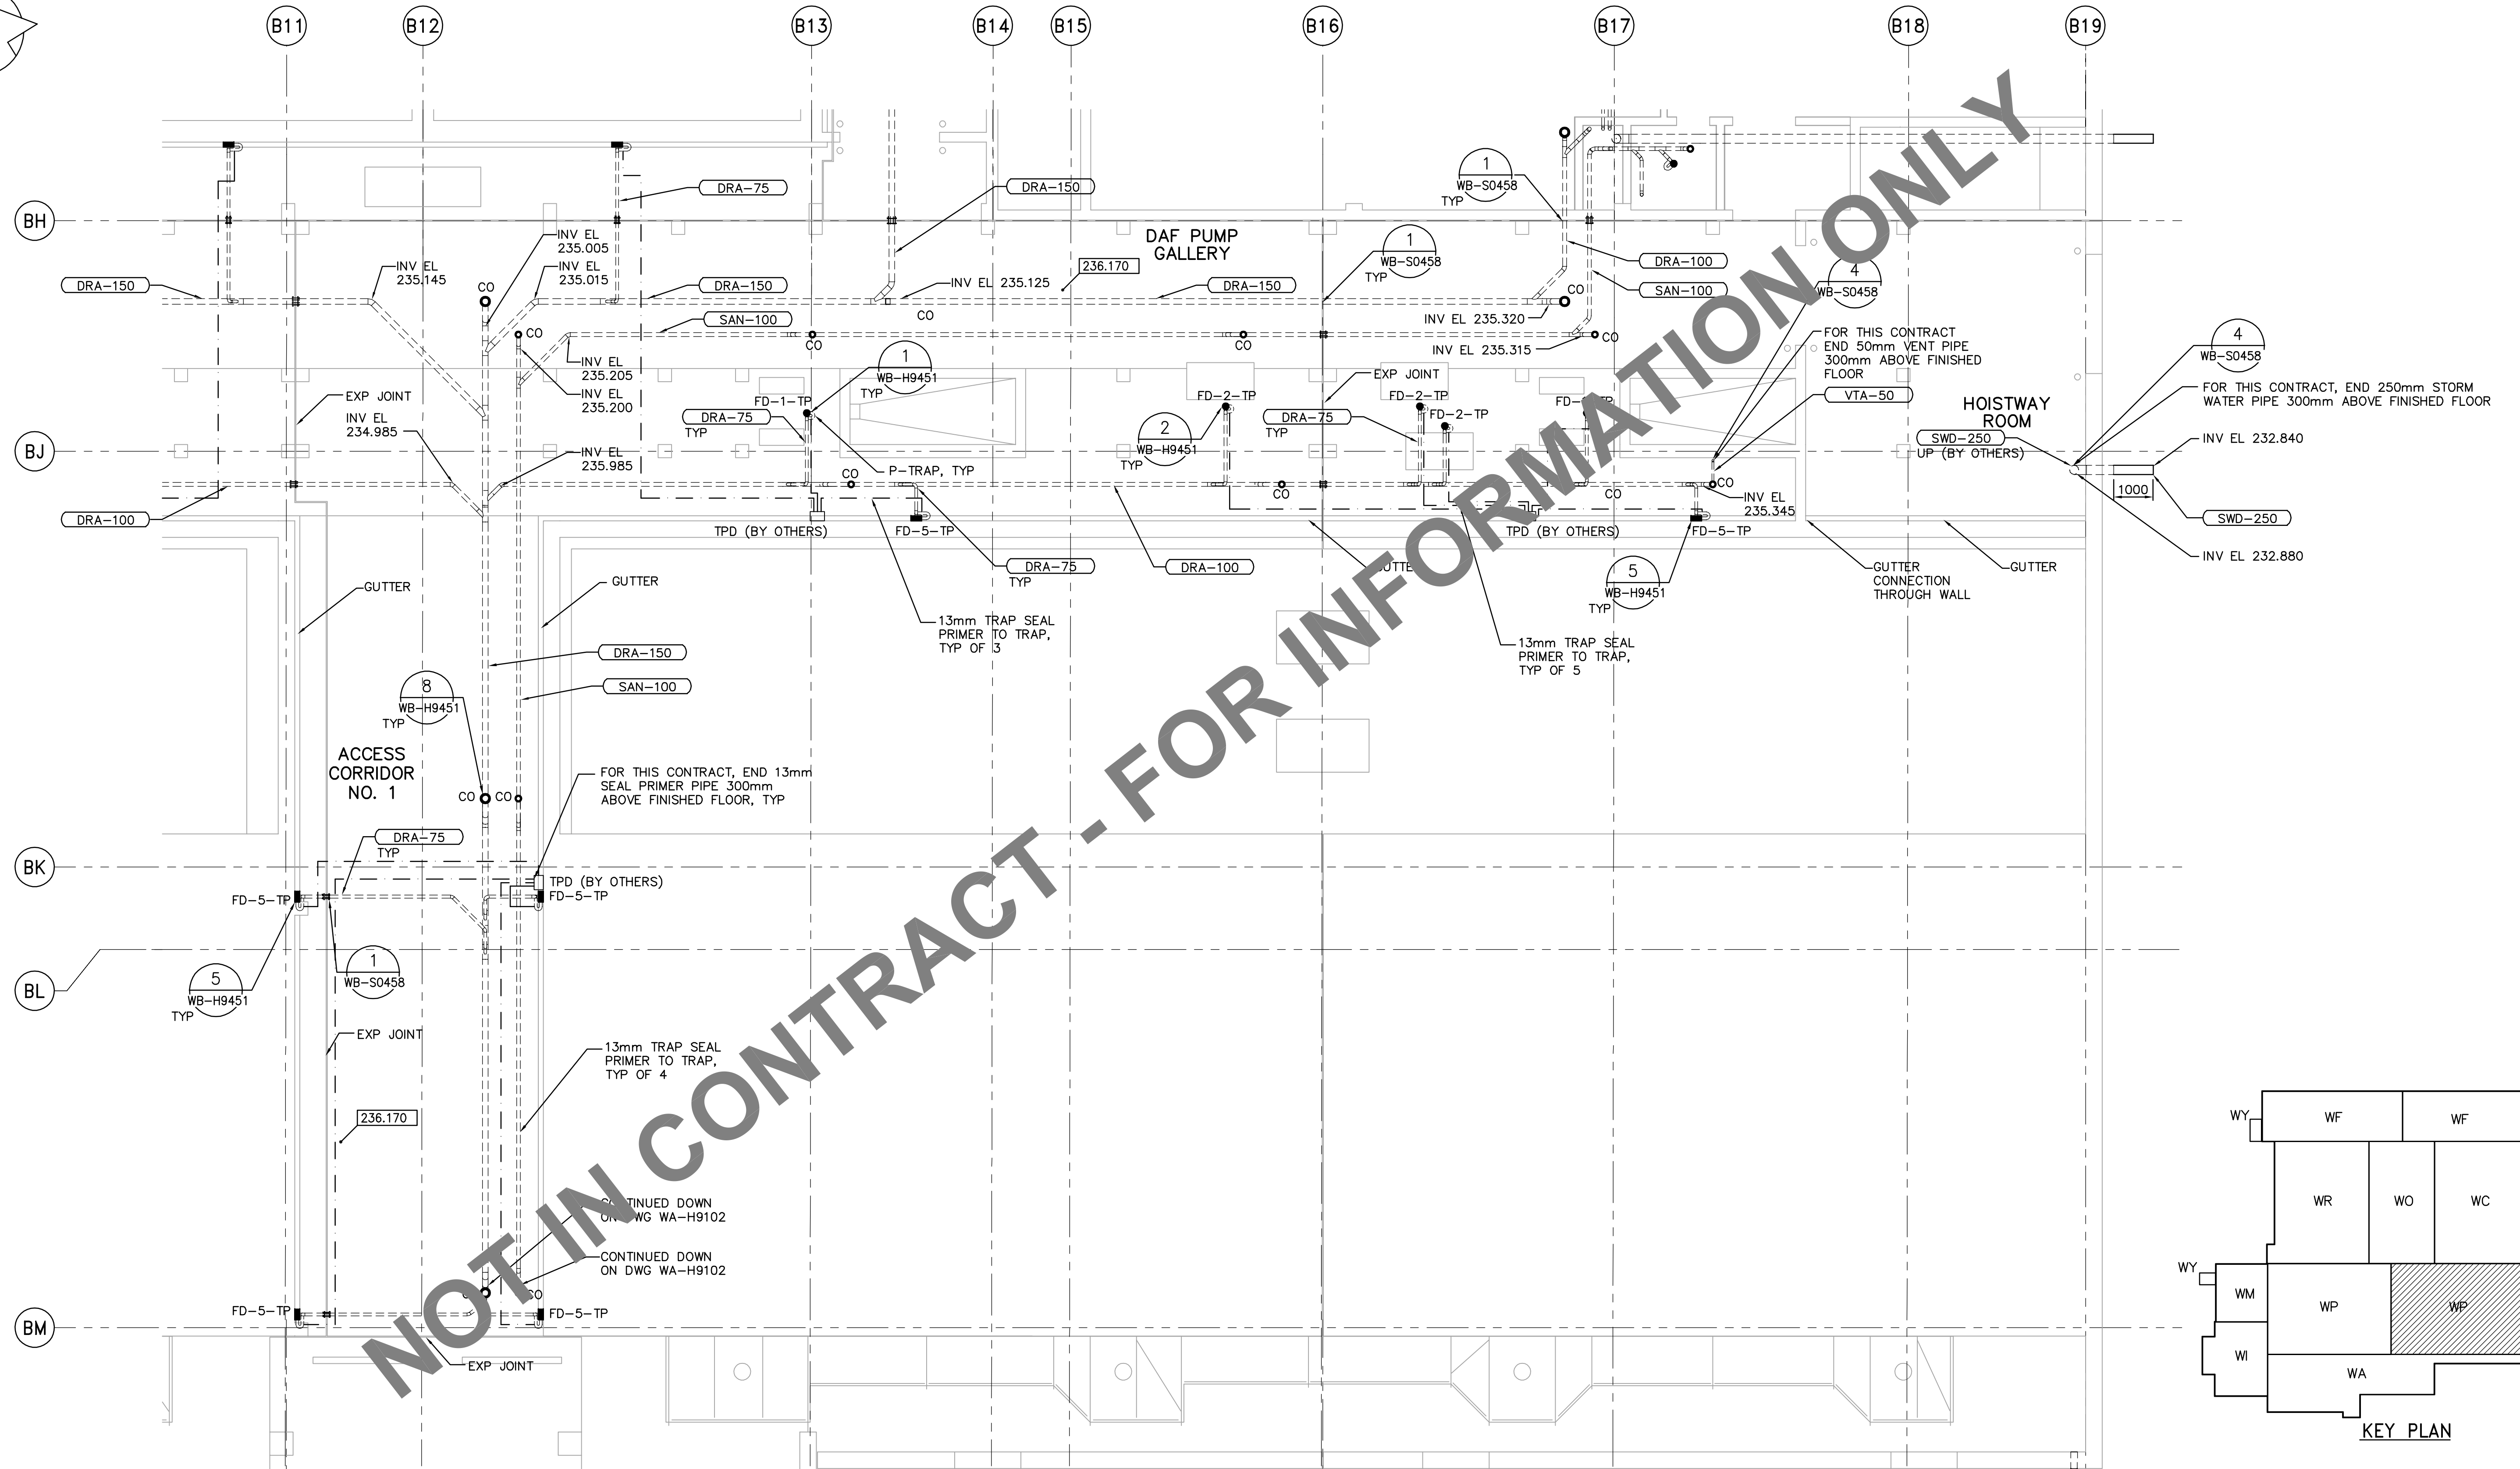 B11
B12
B13
B14
B15
B16
B17
B18
B19
BH
BJ
BK
BL
BM
DRA-75
DRA-150
1
WB-S0458
TYP
DAF PUMP
GALLERY
1
WB-S0458
TYP
236.170
DRA-100
SAN-100
4
WB-S0458
INV EL
235.005
INV EL
235.015
INV EL
235.145
DRA-150
CO
DRA-150
INV EL 235.125
DRA-150
CO
CO
INV EL 235.320
SAN-100
CO
CO
CO
CO
INV EL 235.315
FOR THIS CONTRACT
END 50mm VENT PIPE
300mm ABOVE FINISHED
FLOOR
VTA-50
4
WB-S0458
FOR THIS CONTRACT, END 250mm STORM
WATER PIPE 300mm ABOVE FINISHED FLOOR
HOISTWAY
ROOM
SWD-250
UP (BY OTHERS)
INV EL 232.840
1000
SWD-250
INV EL 232.880
INV EL
235.205
INV EL
235.200
1
WB-H9451
TYP
EXP JOINT
INV EL
234.985
FD-1-TP
DRA-75
TYP
EXP JOINT
FD-2-TP
FD-2-TP
FD-2-TP
DRA-75
TYP
2
WB-H9451
TYP
INV EL
235.985
P-TRAP, TYP
CO
CO
CO
CO
INV EL
235.345
DRA-100
TPD (BY OTHERS)
FD-5-TP
TPD (BY OTHERS)
FD-5-TP
DRA-75
TYP
DRA-100
5
WB-H9451
TYP
GUTTER
CONNECTION
THROUGH WALL
GUTTER
GUTTER
GUTTER
13mm TRAP SEAL
PRIMER TO TRAP,
TYP OF 3
13mm TRAP SEAL
PRIMER TO TRAP,
TYP OF 5
DRA-150
SAN-100
8
WB-H9451
TYP
ACCESS
CORRIDOR
NO. 1
CO
CO
FOR THIS CONTRACT, END 13mm
SEAL PRIMER PIPE 300mm
ABOVE FINISHED FLOOR, TYP
DRA-75
TYP
TPD (BY OTHERS)
FD-5-TP
FD-5-TP
5
WB-H9451
TYP
1
WB-S0458
EXP JOINT
13mm TRAP SEAL
PRIMER TO TRAP,
TYP OF 4
236.170
CONTINUED DOWN
ON DWG WA-H9102
CONTINUED DOWN
ON DWG WA-H9102
CO
FD-5-TP
FD-5-TP
EXP JOINT
NOT IN CONTRACT - FOR INFORMATION ONLY
WY
WF
WF
WR
WO
WC
WY
WM
WP
WP
WI
WA
KEY PLAN